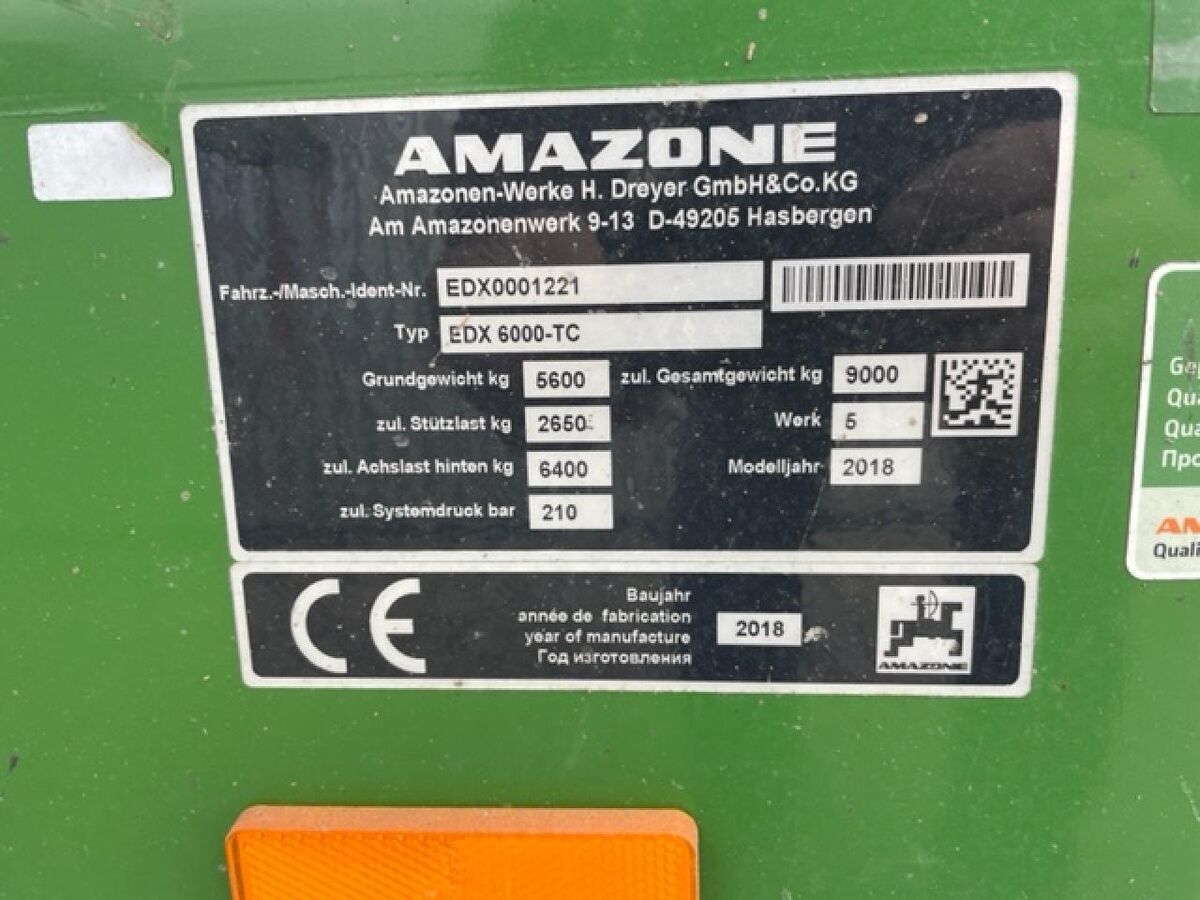 AMAZONE
Amazonen-Werke H. Dreyer GmbH&Co.KG
Am Amazonenwerk 9-13 D-49205 Hasbergen
Fahrz.-/Masch.-Ident-Nr. EDX0001221
Typ EDX 6000-TC
Grundgewicht kg 5600 zul. Gesamtgewicht kg 9000
zul. Stützlast kg 2650 Werk 5
zul. Achslast hinten kg 6400 Modelljahr 2018
zul. Systemdruck bar 210
CE
Baujahr
année de fabrication
year of manufacture 2018
Год изготовления
AMAZONE